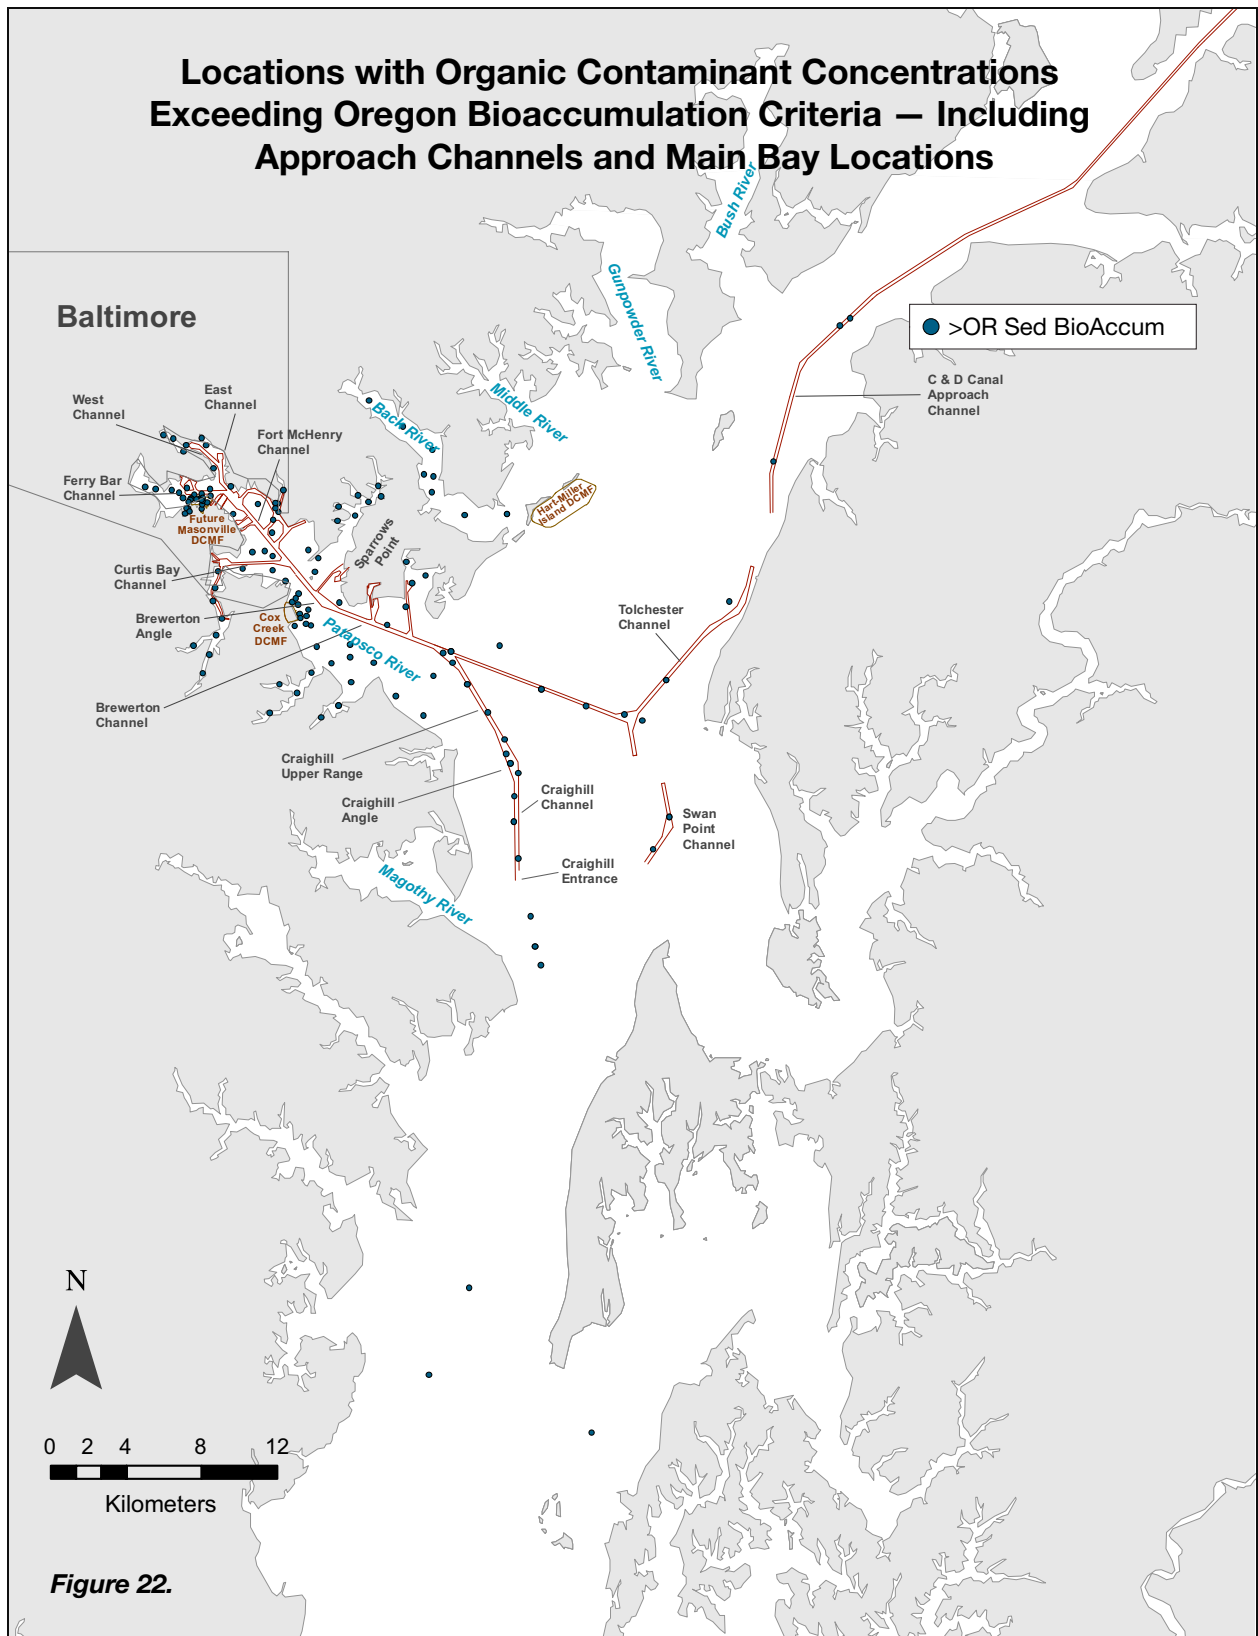 Locations with Organic Contaminant Concentrations
Exceeding Oregon Bioaccumulation Criteria — Including
Approach Channels and Main Bay Locations
Bush River
Gunpowder River
Baltimore
>OR Sed BioAccum
C & D Canal
Approach
Channel
Middle River
Back River
West
Channel
East
Channel
Fort McHenry
Channel
Ferry Bar
Channel
Hart-Miller
Island DCMF
Future
Masonville
DCMF
Sparrows
Point
Curtis Bay
Channel
Brewerton
Angle
Cox
Creek
DCMF
Patapsco River
Tolchester
Channel
Brewerton
Channel
Craighill
Upper Range
Craighill
Angle
Craighill
Channel
Swan
Point
Channel
Craighill
Entrance
Magothy River
N
0 2 4 8 12
Kilometers
Figure 22.